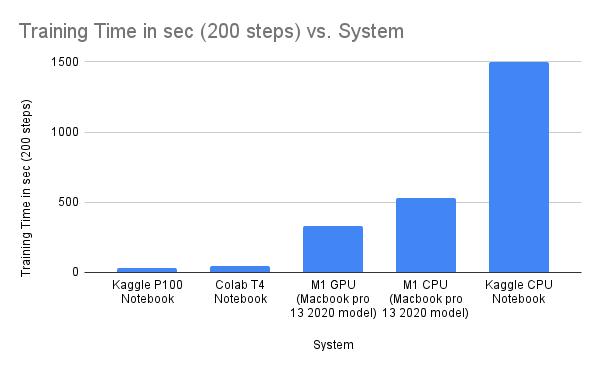 Training Time in sec (200 steps) vs. System
Training Time in sec (200 steps)
1500
1000
500
0
Kaggle P100
Notebook
Colab T4
Notebook
M1 GPU
(Macbook pro
13 2020 model)
M1 CPU
(Macbook pro
13 2020 model)
Kaggle CPU
Notebook
System